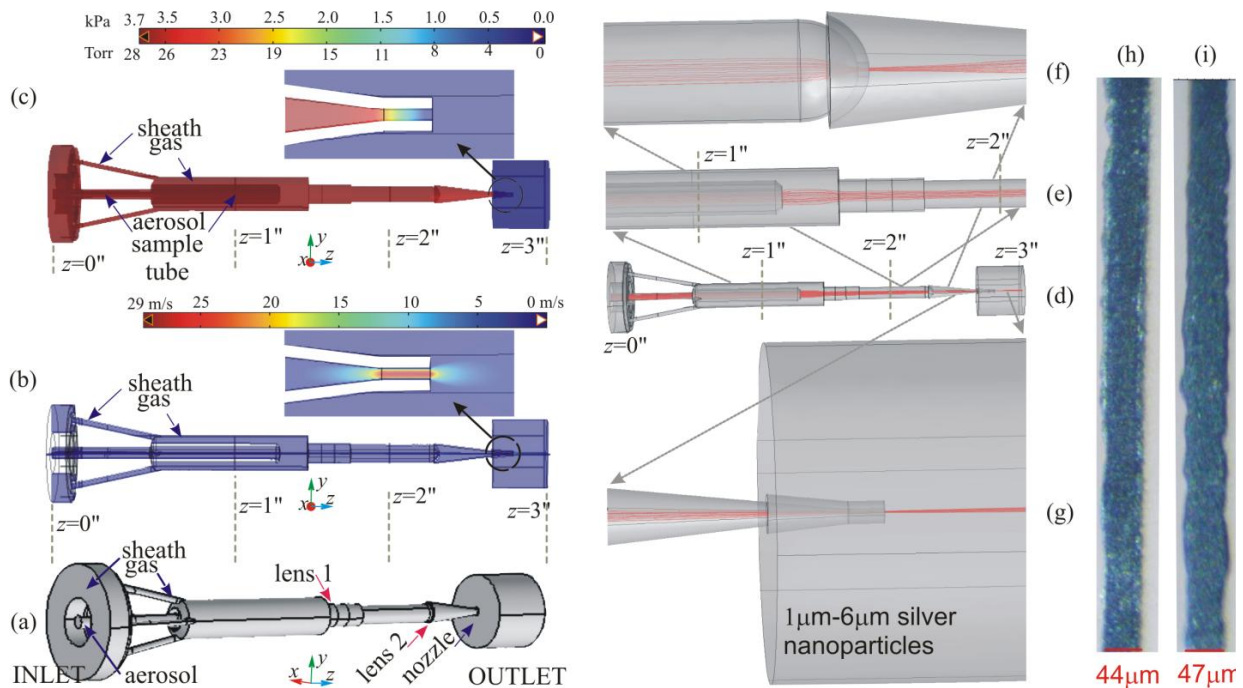 kPa 3.7 3.0 2.5 2.0 1.5 1.0 0.5 0.0
Torr 28 26 23 19 15 11 8 4 0
(c)
sheath
gas
aerosol
sample
tube
z=0"
z=1"
z=2"
z=3"
y
x z
29 m/s 25 20 15 10 5 0 m/s
(b)
sheath
gas
z=0"
z=1"
z=2"
z=3"
y
x z
sheath
gas
lens 1
(a)
lens 2
nozzle
INLET
aerosol
OUTLET
y
x z
(f)
z=1"
z=2"
(e)
z=1"
z=2"
z=3"
(d)
z=0"
(g)
1μm-6μm silver
nanoparticles
(h)
(i)
44μm
47μm